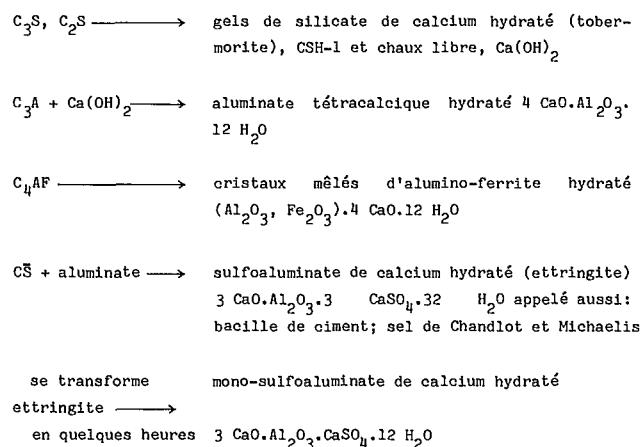 C₃S, C₂S ⟶ gels de silicate de calcium hydraté (tober-
morite), CSH-l et chaux libre, Ca(OH)₂
C₃A + Ca(OH)₂ ⟶ aluminate tétracalcique hydraté 4 CaO.Al₂O₃.
12 H₂O
C₄AF ⟶ cristaux mêlés d'alumino-ferrite hydraté
(Al₂O₃, Fe₂O₃).4 CaO.12 H₂O
CS̄ + aluminate ⟶ sulfoaluminate de calcium hydraté (ettringite)
3 CaO.Al₂O₃.3 CaSO₄.32 H₂O appelé aussi:
bacille de ciment; sel de Chandlot et Michaelis
se transforme mono-sulfoaluminate de calcium hydraté
ettringite ⟶
en quelques heures 3 CaO.Al₂O₃.CaSO₄.12 H₂O